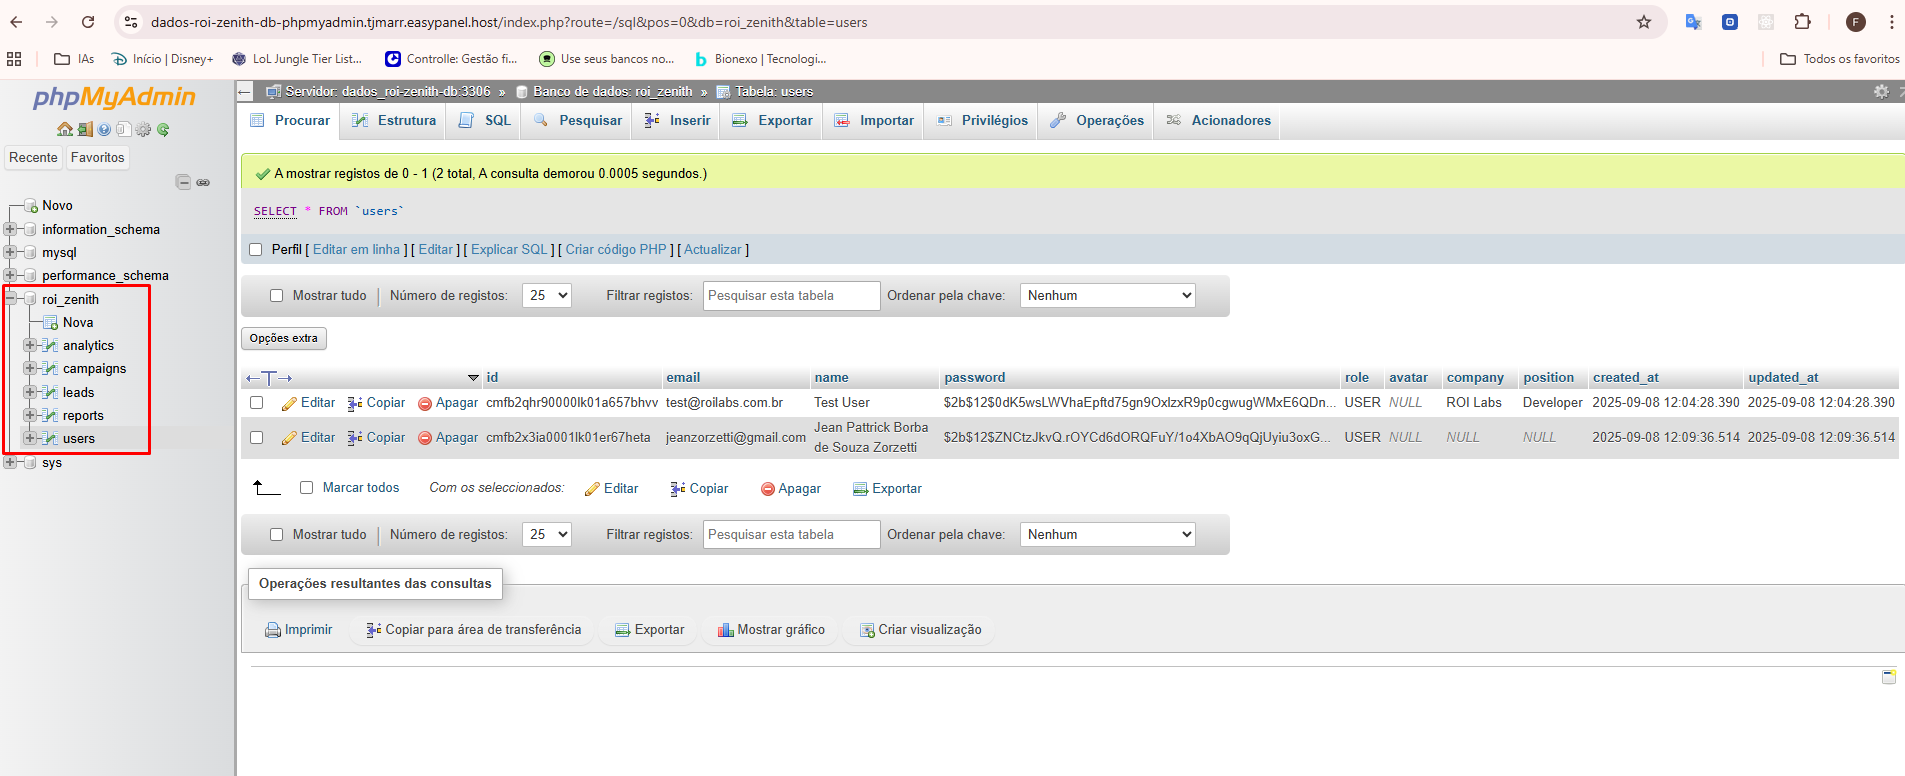 dados-roi-zenith-db-phpmyadmin.tjmarr.easypanel.host/index.php?route=/sql&pos=0&db=roi_zenith&table=users
F
IAs
Início | Disney+
LoL Jungle Tier List...
Controlle: Gestão fi...
Use seus bancos no...
Bionexo | Tecnologi...
Todos os favoritos
phpMyAdmin
Recente Favoritos
Novo
information_schema
mysql
performance_schema
roi_zenith
Nova
analytics
campaigns
leads
reports
users
sys
Servidor: dados_roi-zenith-db:3306 » Banco de dados: roi_zenith » Tabela: users
Procurar Estrutura SQL Pesquisar Inserir Exportar Importar Privilégios Operações Acionadores
A mostrar registos de 0 - 1 (2 total, A consulta demorou 0.0005 segundos.)
SELECT * FROM `users`
Perfil [ Editar em linha ] [ Editar ] [ Explicar SQL ] [ Criar código PHP ] [ Actualizar ]
Mostrar tudo Número de registos: 25 Filtrar registos: Pesquisar esta tabela Ordenar pela chave: Nenhum
Opções extra
id email name password role avatar company position created_at updated_at
Editar Copiar Apagar cmfb2qhr90000lk01a657bhvv test@roilabs.com.br Test User $2b$12$0dK5wsLWVhaEpftd75gn9OxlzxR9p0cgwugWMxE6QDn... USER NULL ROI Labs Developer 2025-09-08 12:04:28.390 2025-09-08 12:04:28.390
Editar Copiar Apagar cmfb2x3ia0001lk01er67heta jeanzorzetti@gmail.com Jean Pattrick Borba de Souza Zorzetti $2b$12$ZNCtzJkvQ.rOYCd6dORQFuY/1o4XbAO9qQjUyiu3oxG... USER NULL NULL NULL 2025-09-08 12:09:36.514 2025-09-08 12:09:36.514
Marcar todos Com os seleccionados: Editar Copiar Apagar Exportar
Mostrar tudo Número de registos: 25 Filtrar registos: Pesquisar esta tabela Ordenar pela chave: Nenhum
Operações resultantes das consultas
Imprimir Copiar para área de transferência Exportar Mostrar gráfico Criar visualização